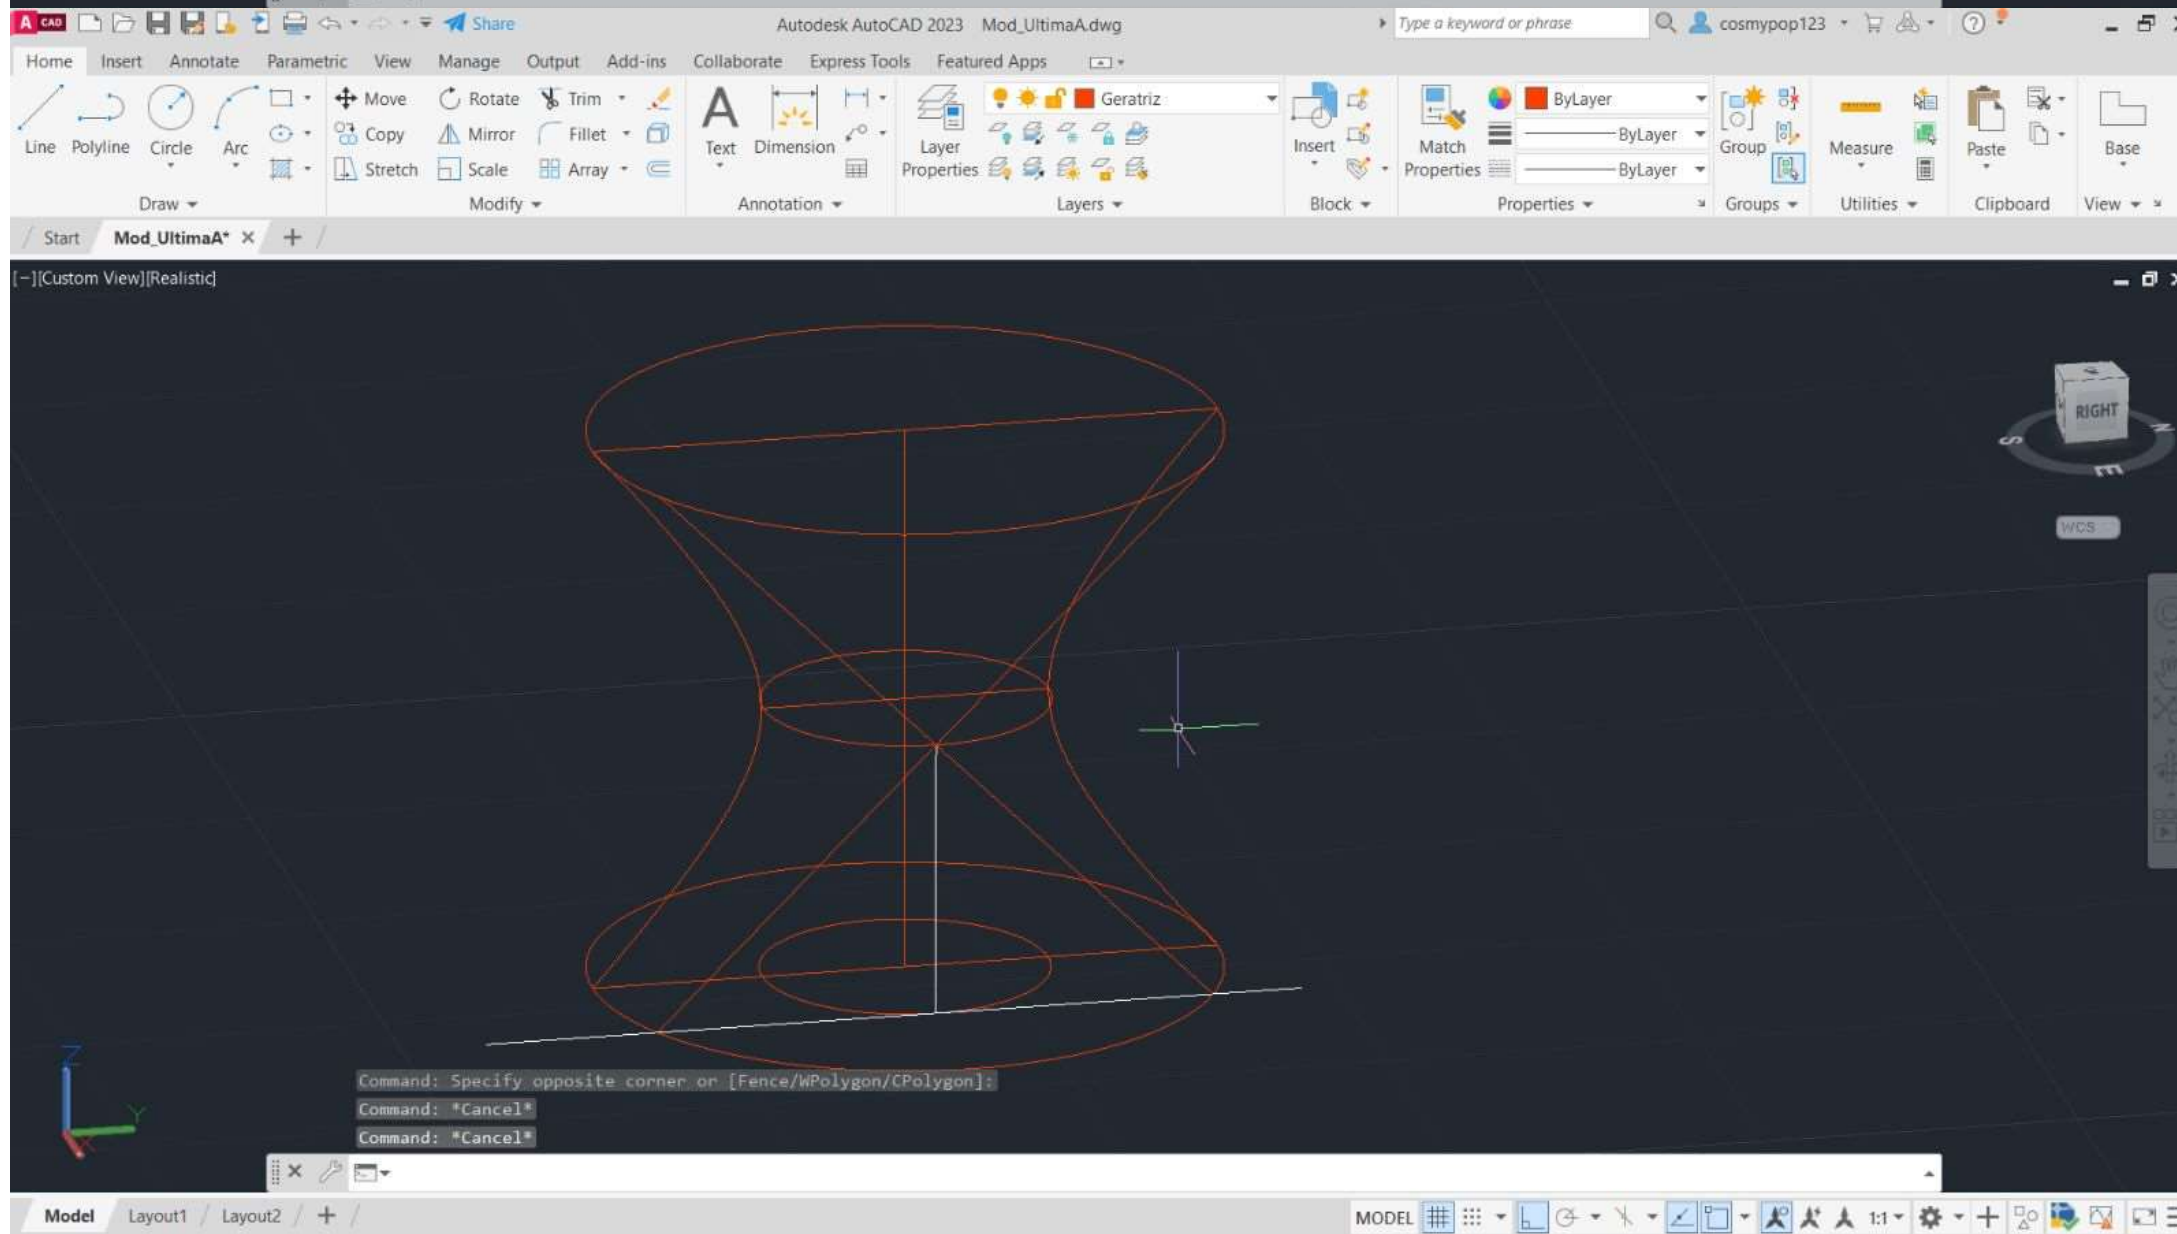 A CAD Share Autodesk AutoCAD 2023 Mod_UltimaA.dwg Type a keyword or phrase cosmypop123
Home Insert Annotate Parametric View Manage Output Add-ins Collaborate Express Tools Featured Apps
Line Polyline Circle Arc
Move Rotate Trim
Copy Mirror Fillet
Stretch Scale Array
A
Text Dimension
Layer
Properties
Geratriz
Insert
Match
Properties
ByLayer
ByLayer
ByLayer
Group
Measure
Paste
Base
Draw Modify Annotation Layers Block Properties Groups Utilities Clipboard View
Start Mod_UltimaA*
[−][Custom View][Realistic]
RIGHT
S
N
E
WCS
Z
Y
X
Command: Specify opposite corner or [Fence/WPolygon/CPolygon]:
Command: *Cancel*
Command: *Cancel*
Model Layout1 Layout2 MODEL 1:1